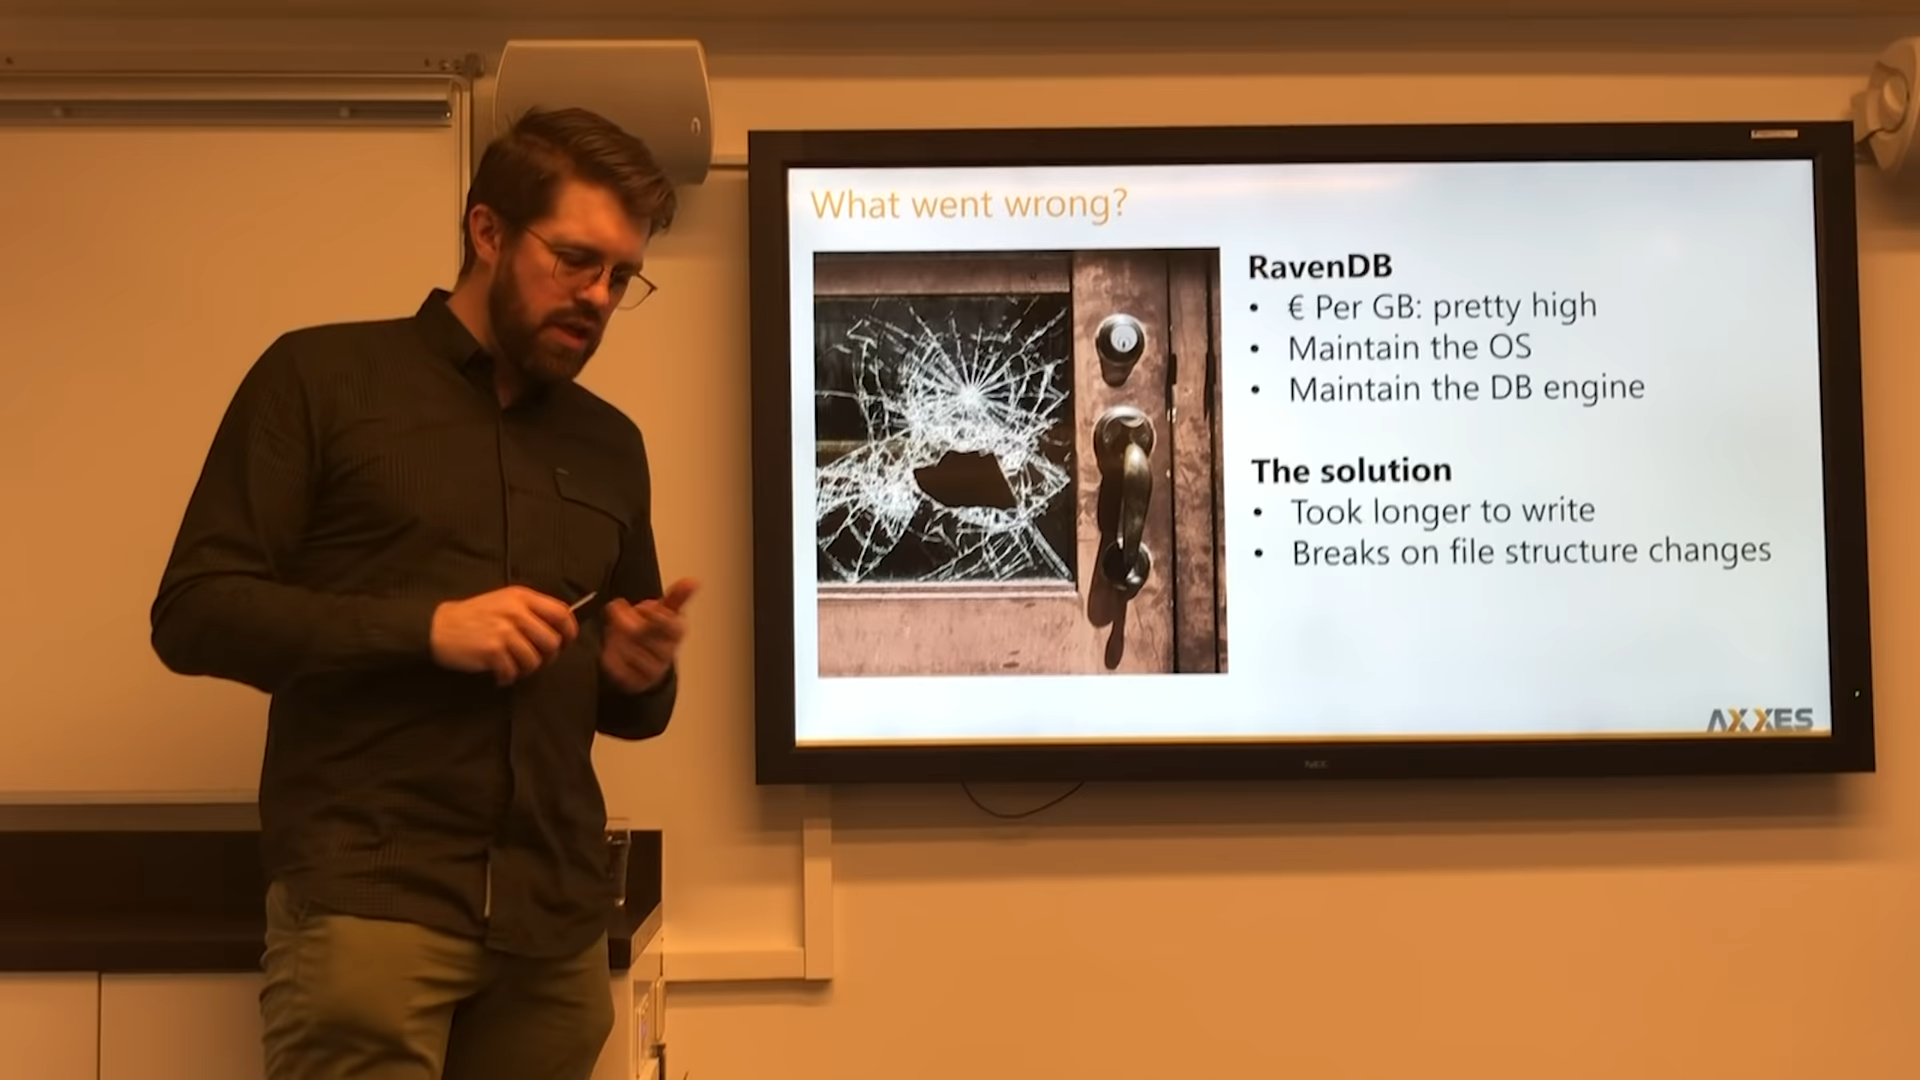 What went wrong?
RavenDB
• € Per GB: pretty high
• Maintain the OS
• Maintain the DB engine
The solution
• Took longer to write
• Breaks on file structure changes
AXXES
NEC